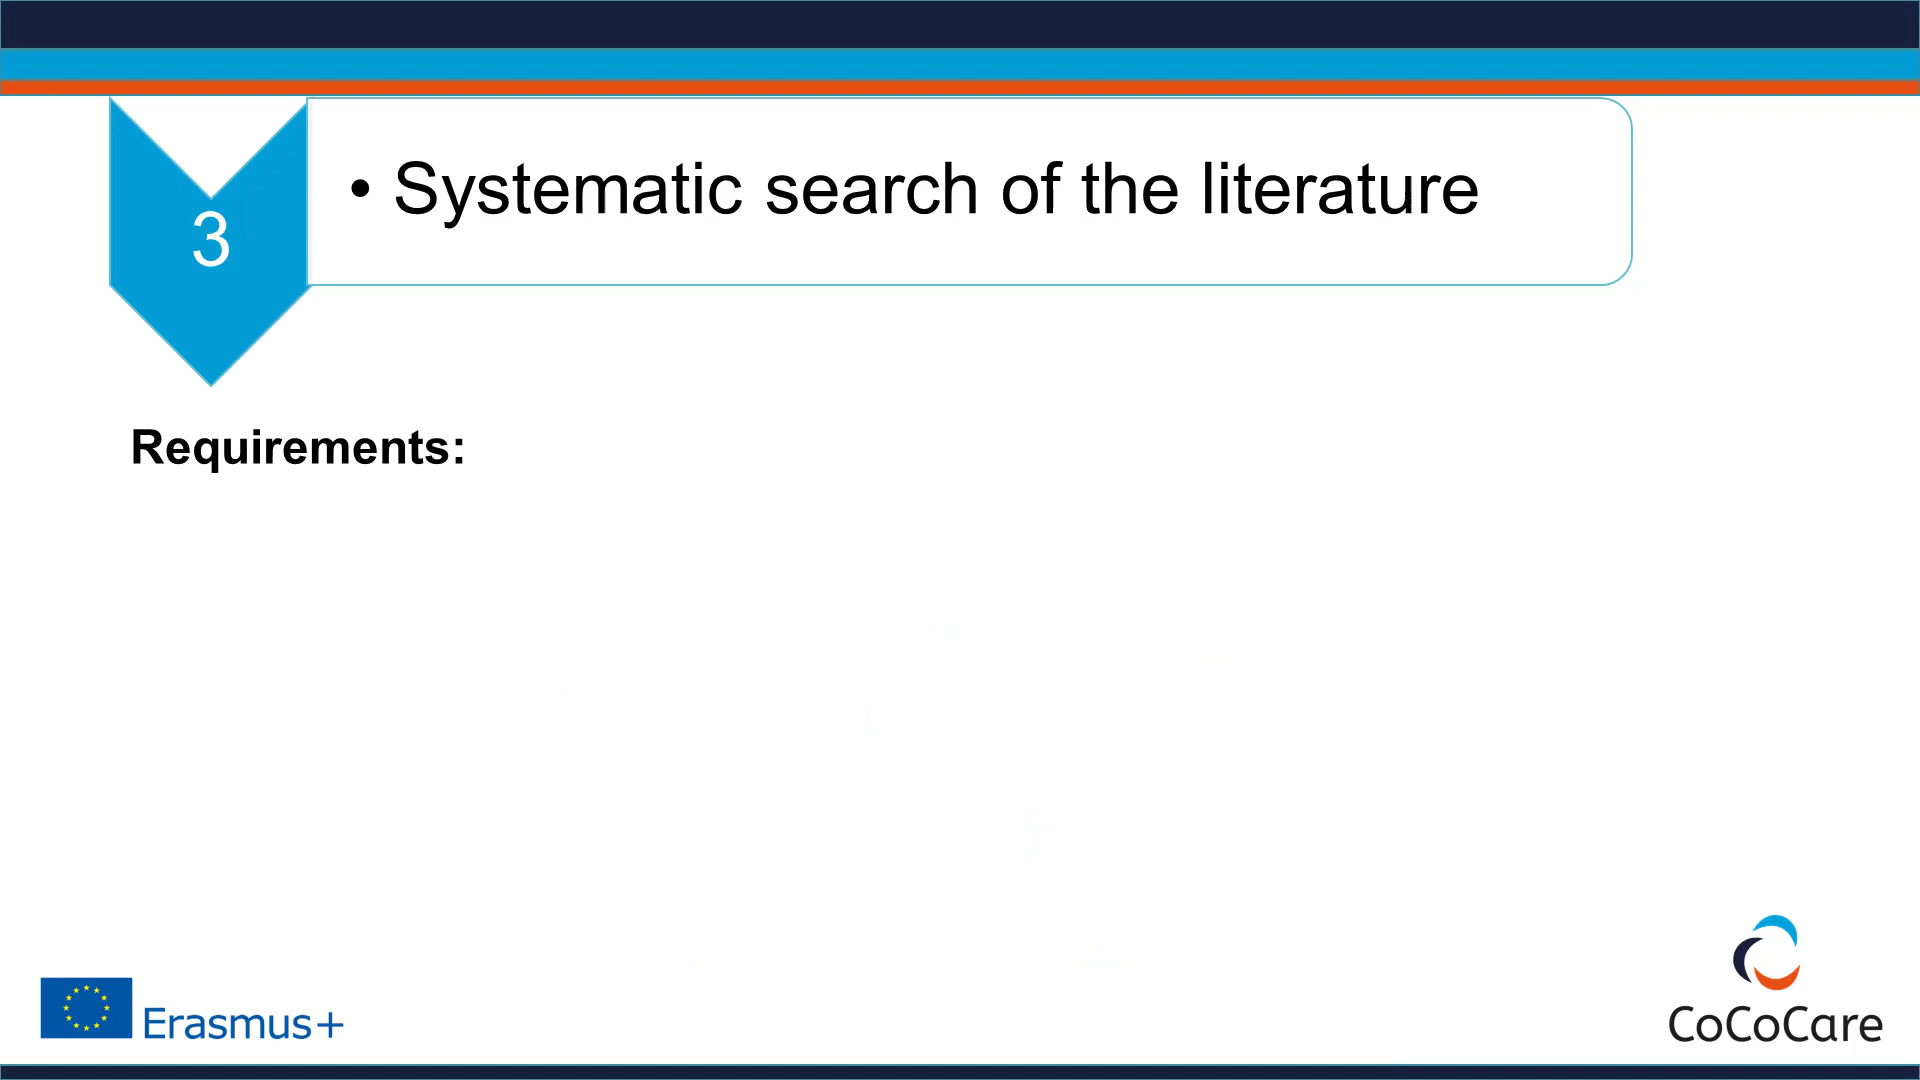 3
• Systematic search of the literature
Requirements:
Erasmus+
CoCoCare